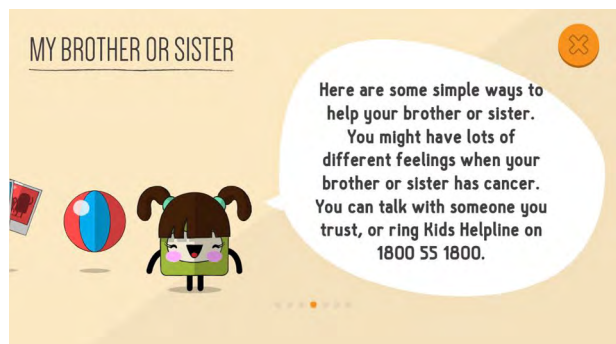 MY BROTHER OR SISTER
Here are some simple ways to
help your brother or sister.
You might have lots of
different feelings when your
brother or sister has cancer.
You can talk with someone you
trust, or ring Kids Helpline on
1800 55 1800.